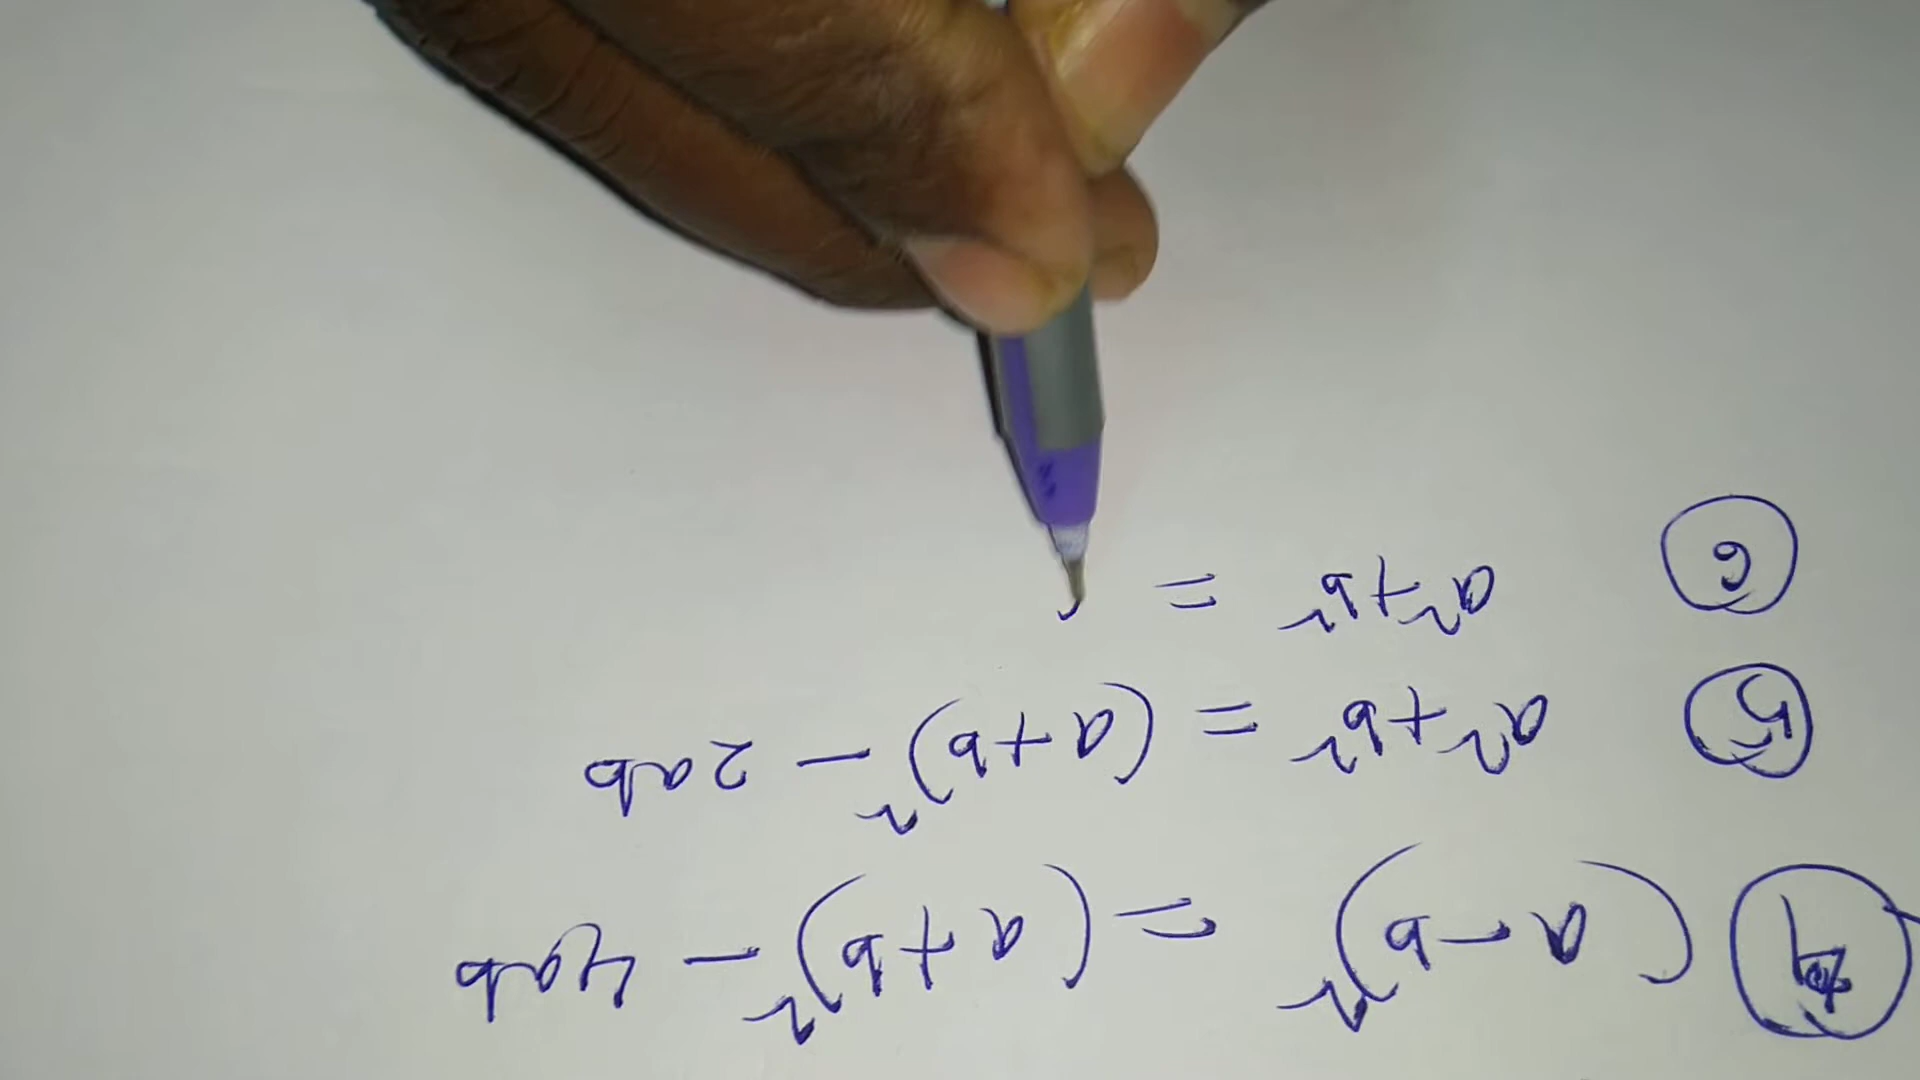 ④ (a-b)² = (a+b)² - 4ab
⑤ a²+b² = (a+b)² - 2ab
⑥ a²+b² =